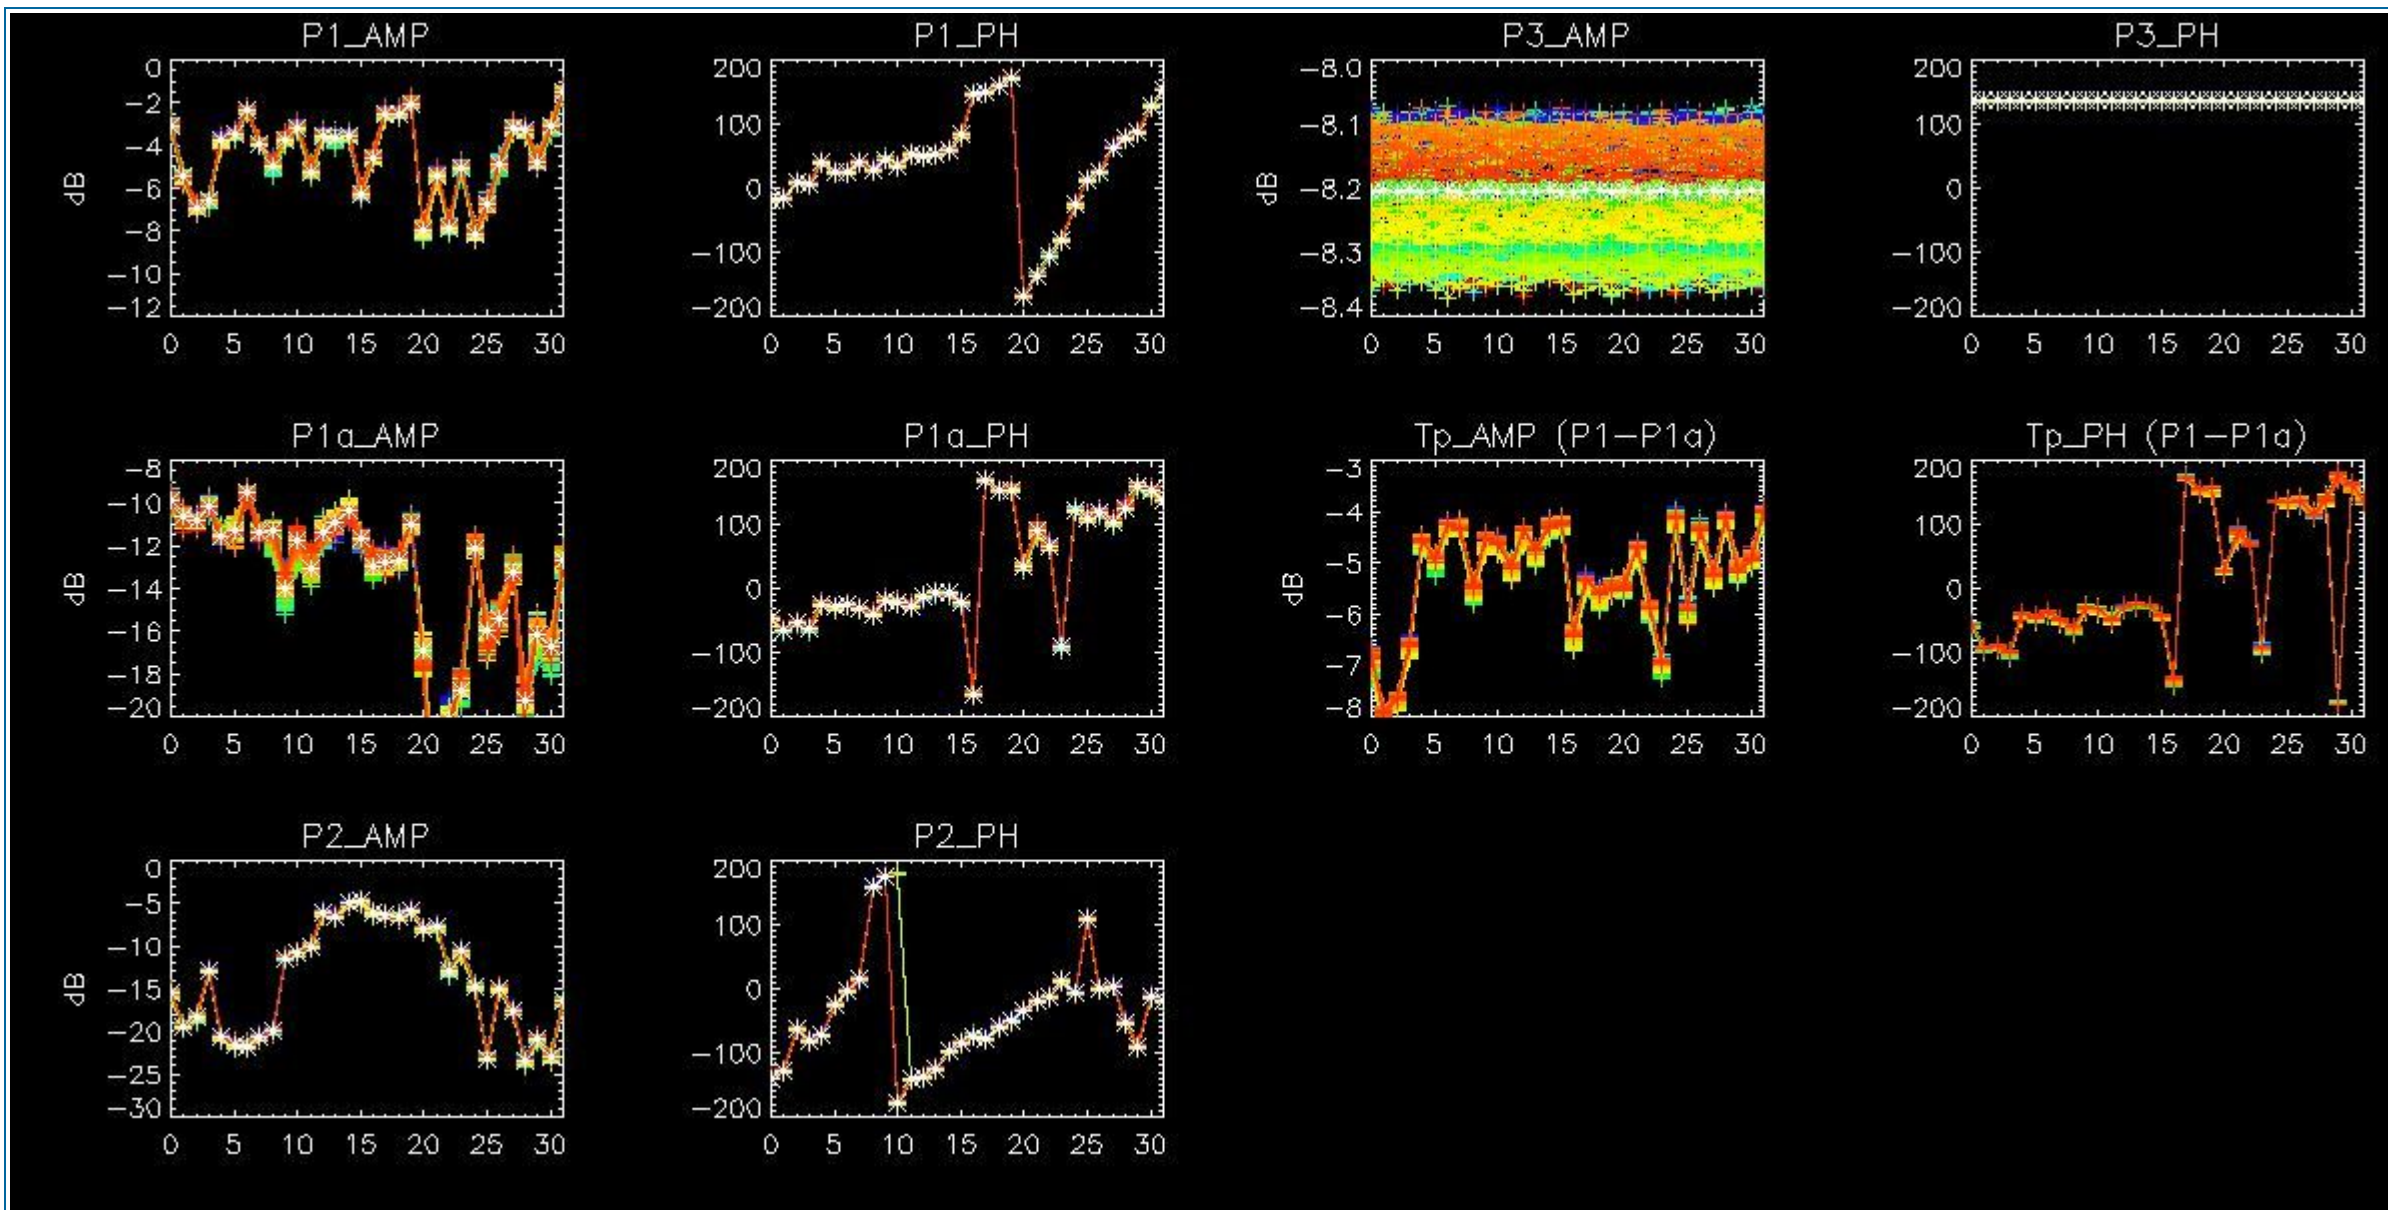 P1_AMP
0
−2
−4
−6
−8
−10
−12
dB
0 5 10 15 20 25 30
P1_PH
200
100
0
−100
−200
0 5 10 15 20 25 30
P3_AMP
−8.0
−8.1
−8.2
−8.3
−8.4
dB
0 5 10 15 20 25 30
P3_PH
200
100
0
−100
−200
0 5 10 15 20 25 30
P1a_AMP
−8
−10
−12
−14
−16
−18
−20
dB
0 5 10 15 20 25 30
P1a_PH
200
100
0
−100
−200
0 5 10 15 20 25 30
Tp_AMP (P1−P1a)
−3
−4
−5
−6
−7
−8
dB
0 5 10 15 20 25 30
Tp_PH (P1−P1a)
200
100
0
−100
−200
0 5 10 15 20 25 30
P2_AMP
0
−5
−10
−15
−20
−25
−30
dB
0 5 10 15 20 25 30
P2_PH
200
100
0
−100
−200
0 5 10 15 20 25 30